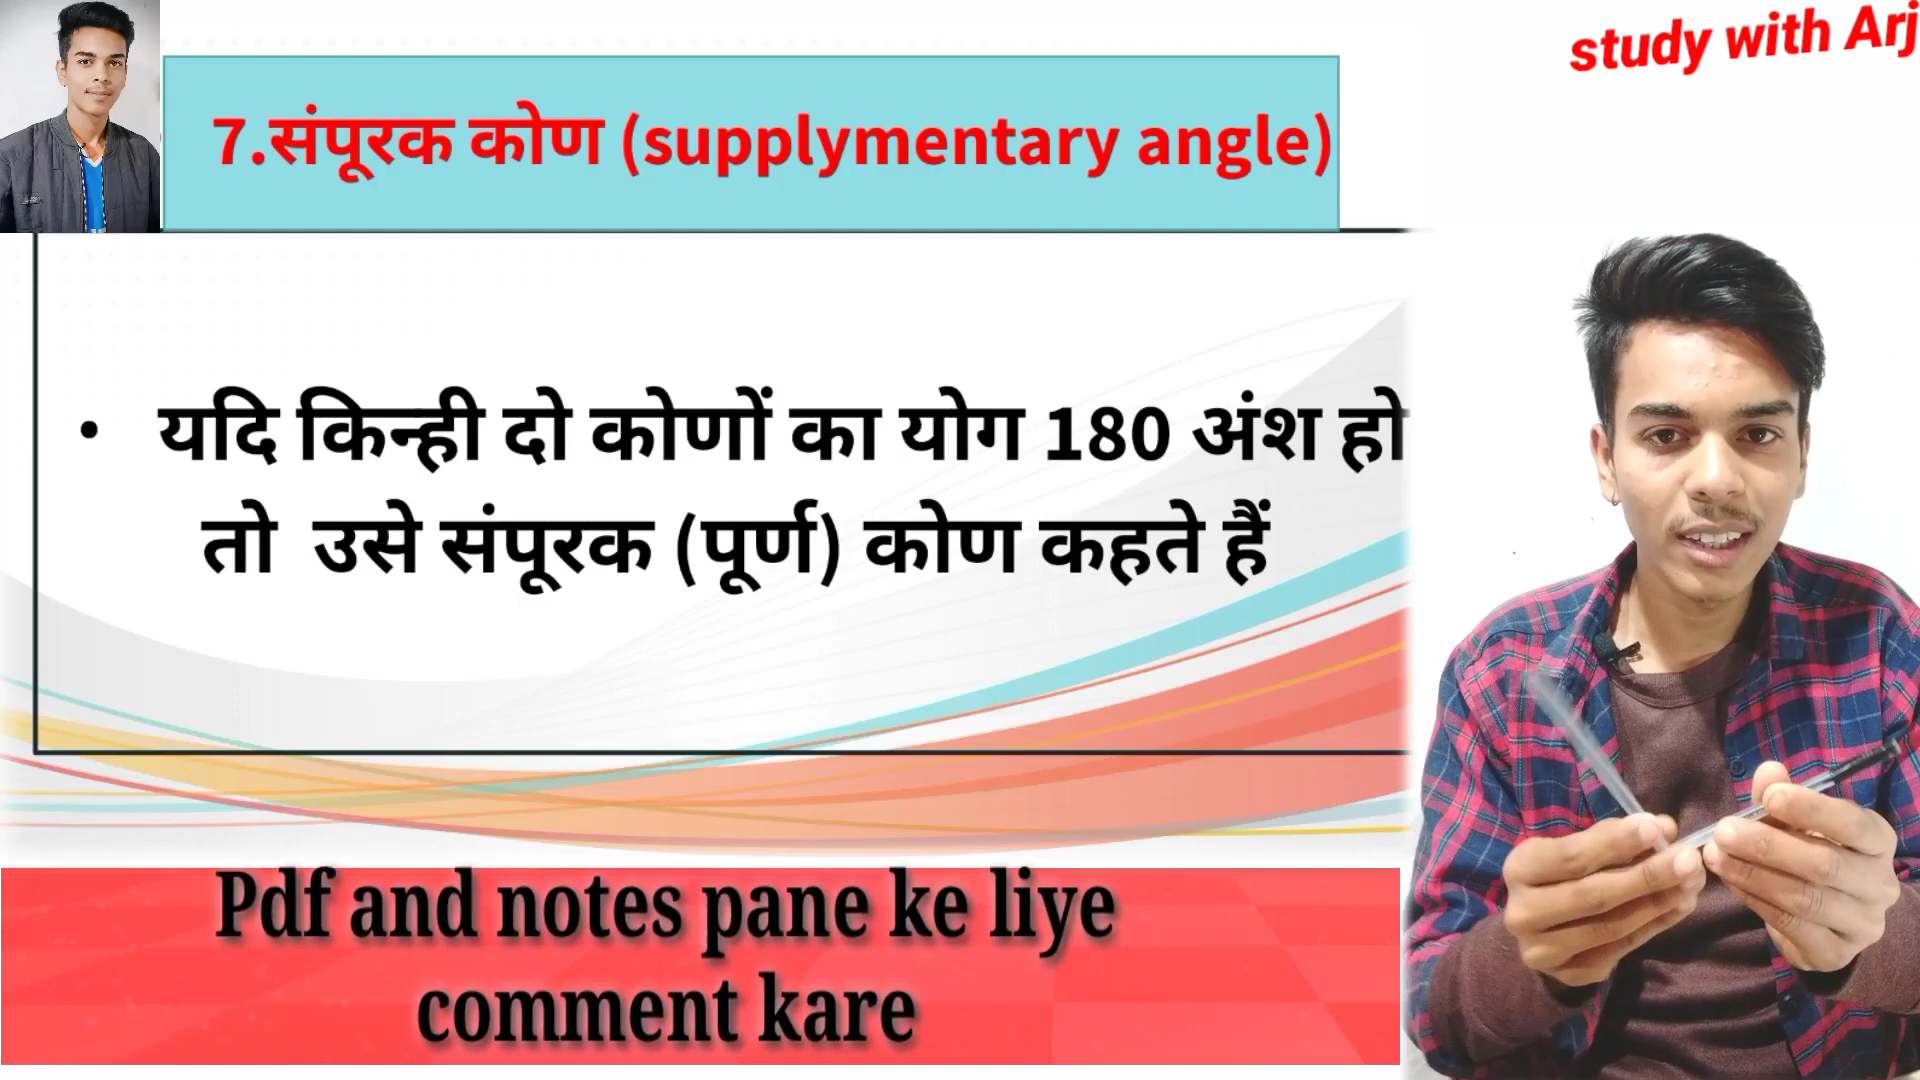 study with Arj
7.संपूरक कोण (supplymentary angle)
• यदि किन्ही दो कोणों का योग 180 अंश हो
तो उसे संपूरक (पूर्ण) कोण कहते हैं
Pdf and notes pane ke liye
comment kare